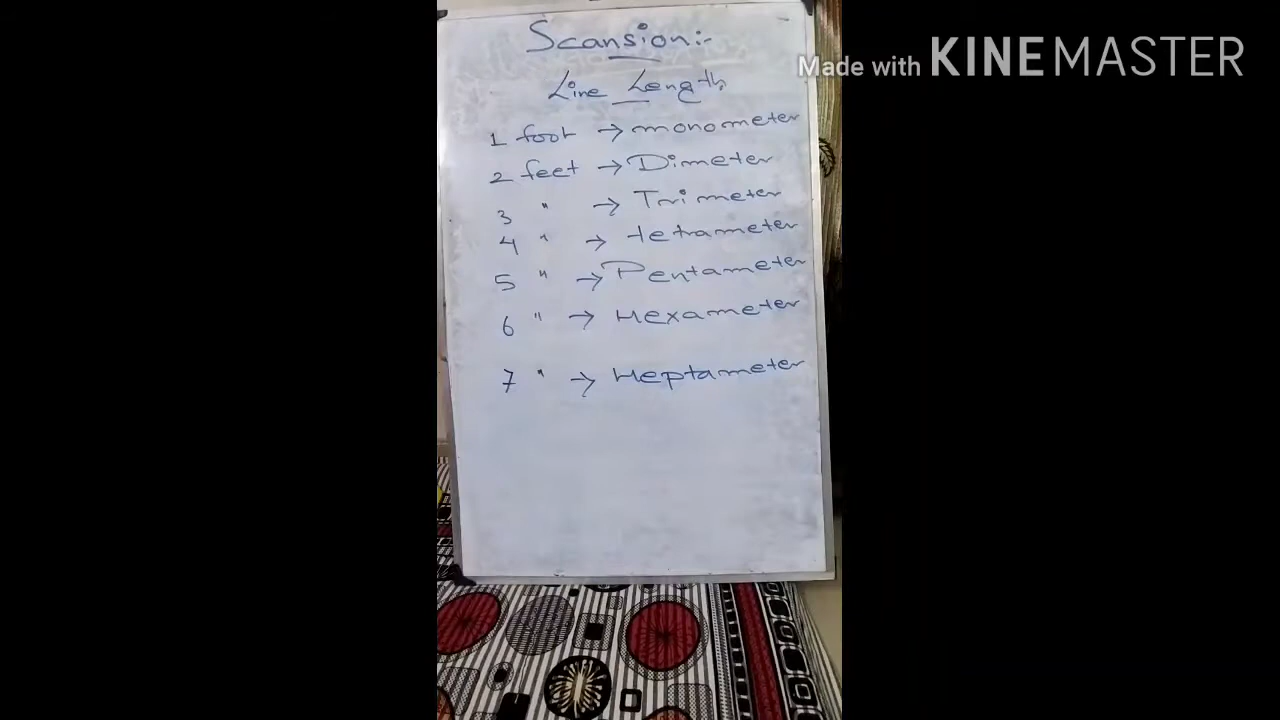 Scansion:-
Made with KINEMASTER
Line Length
1 foot → monometer
2 feet → Dimeter
3 " → Trimeter
4 " → tetrameter
5 " → Pentameter
6 " → Hexameter
7 " → Heptameter